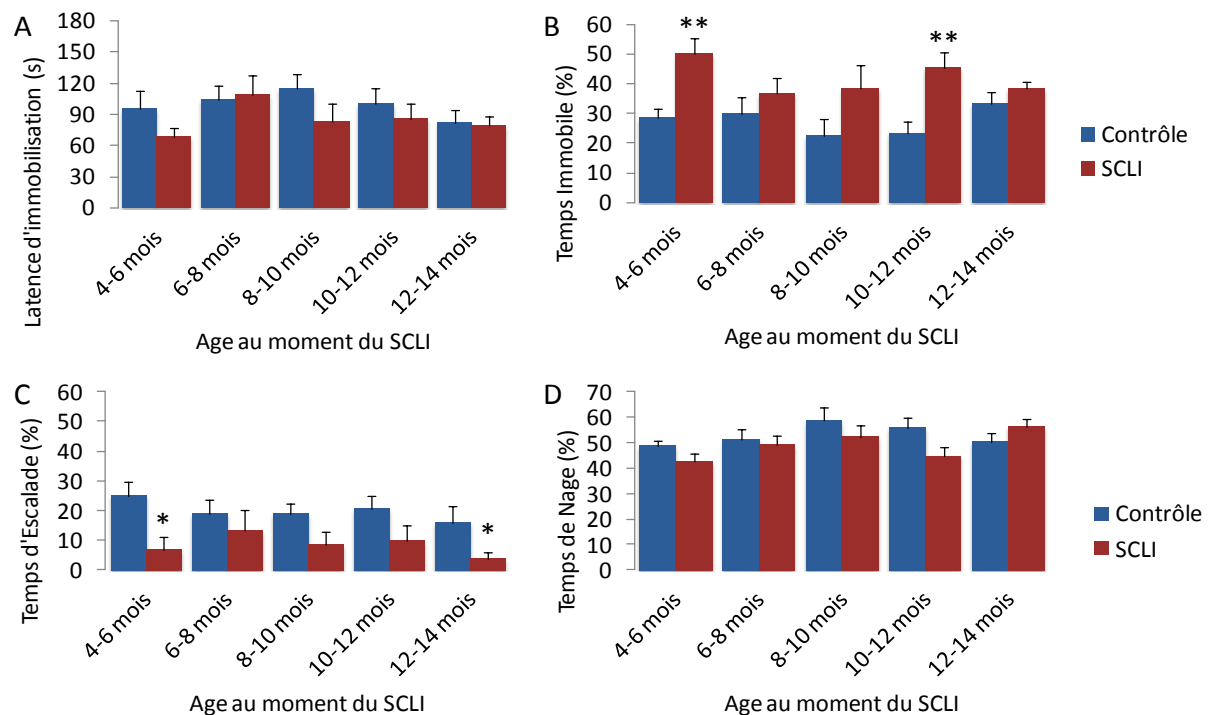 A
Latence d'immobilisation (s)
180
150
120
90
60
30
0
4-6 mois
6-8 mois
8-10 mois
10-12 mois
12-14 mois
Age au moment du SCLI
B
Temps Immobile (%)
60
50
40
30
20
10
0
**
**
4-6 mois
6-8 mois
8-10 mois
10-12 mois
12-14 mois
Age au moment du SCLI
Contrôle
SCLI
C
Temps d'Escalade (%)
60
50
40
30
20
10
0
*
*
4-6 mois
6-8 mois
8-10 mois
10-12 mois
12-14 mois
Age au moment du SCLI
D
Temps de Nage (%)
70
60
50
40
30
20
10
0
4-6 mois
6-8 mois
8-10 mois
10-12 mois
12-14 mois
Age au moment du SCLI
Contrôle
SCLI